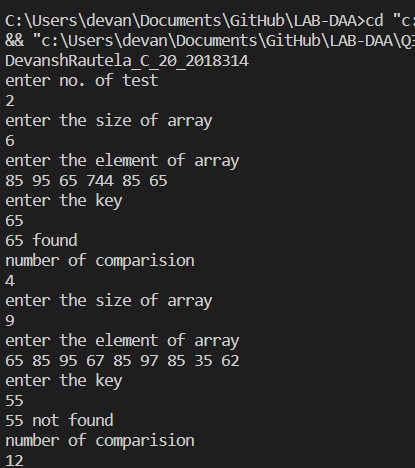 C:\Users\devan\Documents\GitHub\LAB-DAA>cd "c:
&& "c:\Users\devan\Documents\GitHub\LAB-DAA\Q3
DevanshRautela_C_20_2018314
enter no. of test
2
enter the size of array
6
enter the element of array
85 95 65 744 85 65
enter the key
65
65 found
number of comparision
4
enter the size of array
9
enter the element of array
65 85 95 67 85 97 85 35 62
enter the key
55
55 not found
number of comparision
12